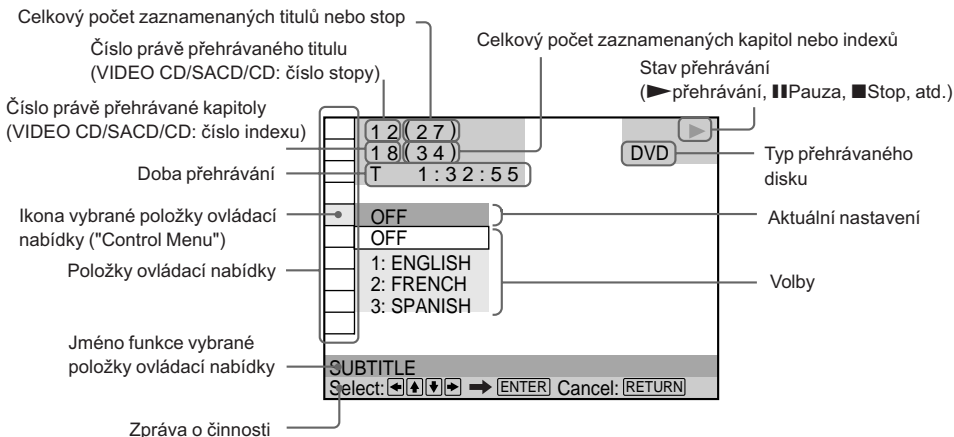 Celkový počet zaznamenaných titulů nebo stop
Číslo právě přehrávaného titulu
(VIDEO CD/SACD/CD: číslo stopy)
Celkový počet zaznamenaných kapitol nebo indexů
Stav přehrávání
(►přehrávání, ⏸Pauza, ■Stop, atd.)
Číslo právě přehrávané kapitoly
(VIDEO CD/SACD/CD: číslo indexu)
12(27)
18(34)
T 1:32:55
DVD
Doba přehrávání
Typ přehrávaného
disku
Ikona vybrané položky ovládací
nabídky ("Control Menu")
OFF
Aktuální nastavení
OFF
1: ENGLISH
2: FRENCH
3: SPANISH
Položky ovládací nabídky
Volby
Jméno funkce vybrané
položky ovládací nabídky
SUBTITLE
Select: ←↑↓→ ➡ ENTER Cancel: RETURN
Zpráva o činnosti